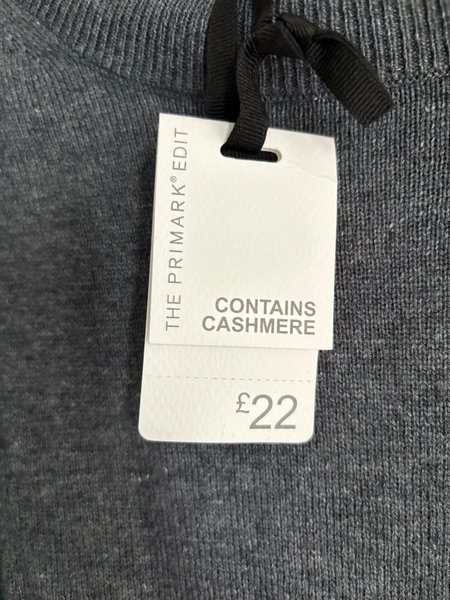 THE PRIMARK® EDIT
CONTAINS
CASHMERE
£22